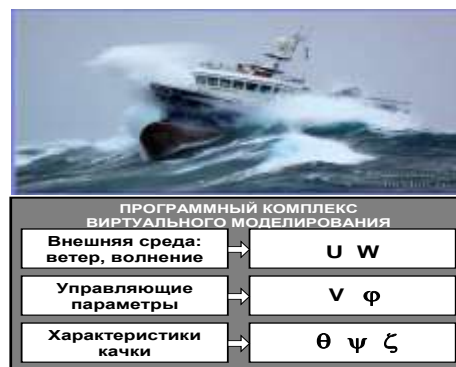 ПРОГРАММНЫЙ КОМПЛЕКС
ВИРТУАЛЬНОГО МОДЕЛИРОВАНИЯ
Внешняя среда:
ветер, волнение
U W
Управляющие
параметры
V φ
Характеристики
качки
θ ψ ζ